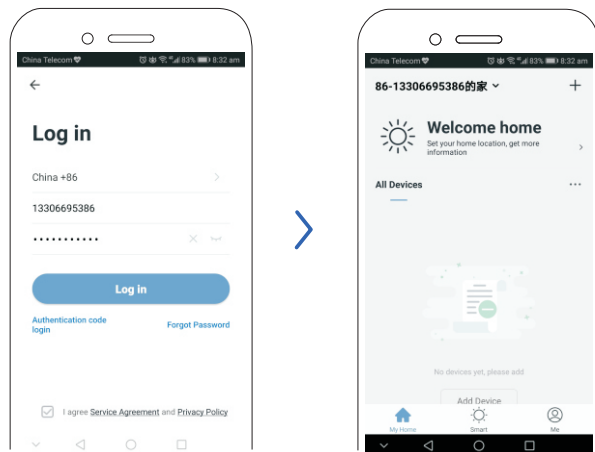 China Telecom 83% 8:32 am
Log in
China +86
13306695386
Log in
Authentication code
login
Forgot Password
I agree Service Agreement and Privacy Policy
China Telecom 83% 8:32 am
86-13306695386的家
Welcome home
Set your home location, get more
information
All Devices
No devices yet, please add
Add Device
My Home
Smart
Me